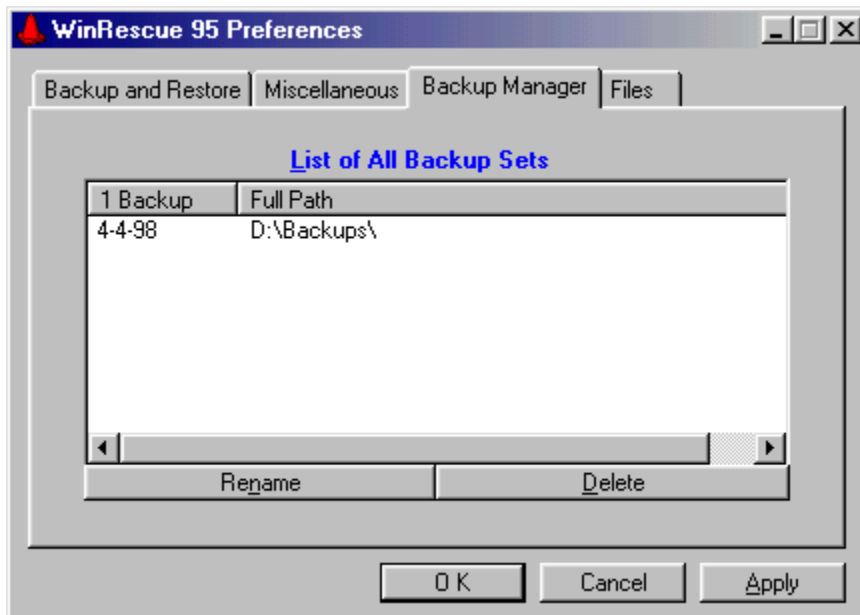 WinRescue 95 Preferences
Backup and Restore Miscellaneous Backup Manager Files
List of All Backup Sets
1 Backup Full Path
4-4-98 D:\Backups\
Rename Delete
O K Cancel Apply